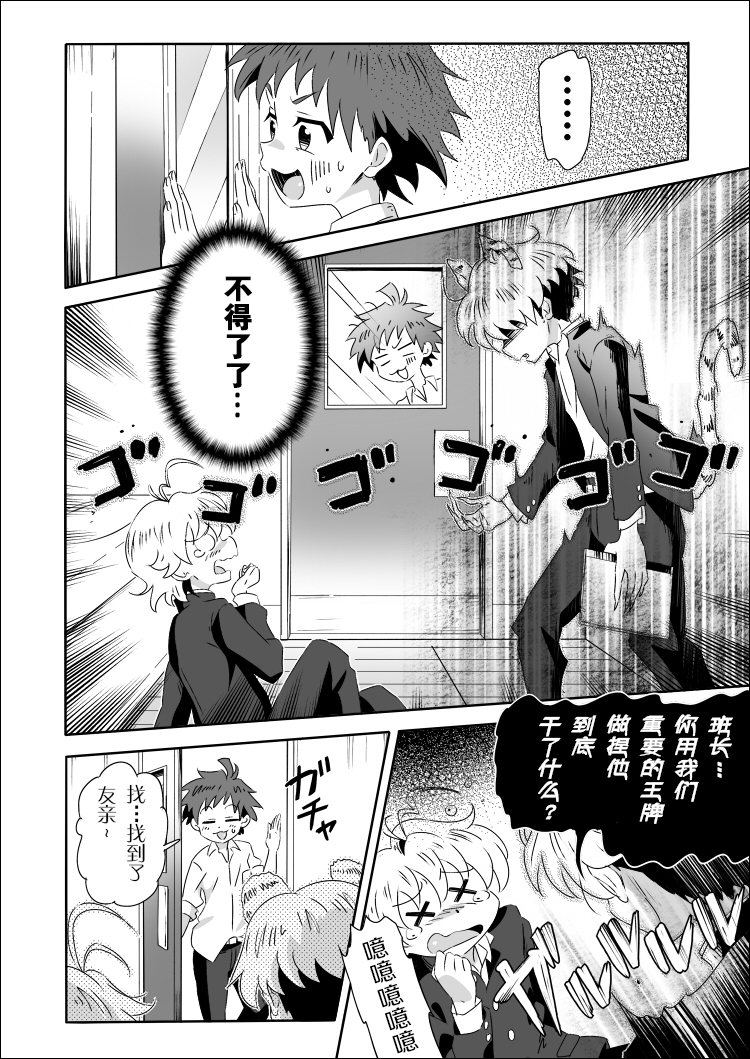 ……
不得了了…
ゴ゛
ゴ゛
ゴ゛
ゴ゛
ゴ゛
班长…
你用我们
重要的王牌
做捏他
到底
干了什么？
噫噫噫噫噫
ガチャ
找…找到了
友亲~